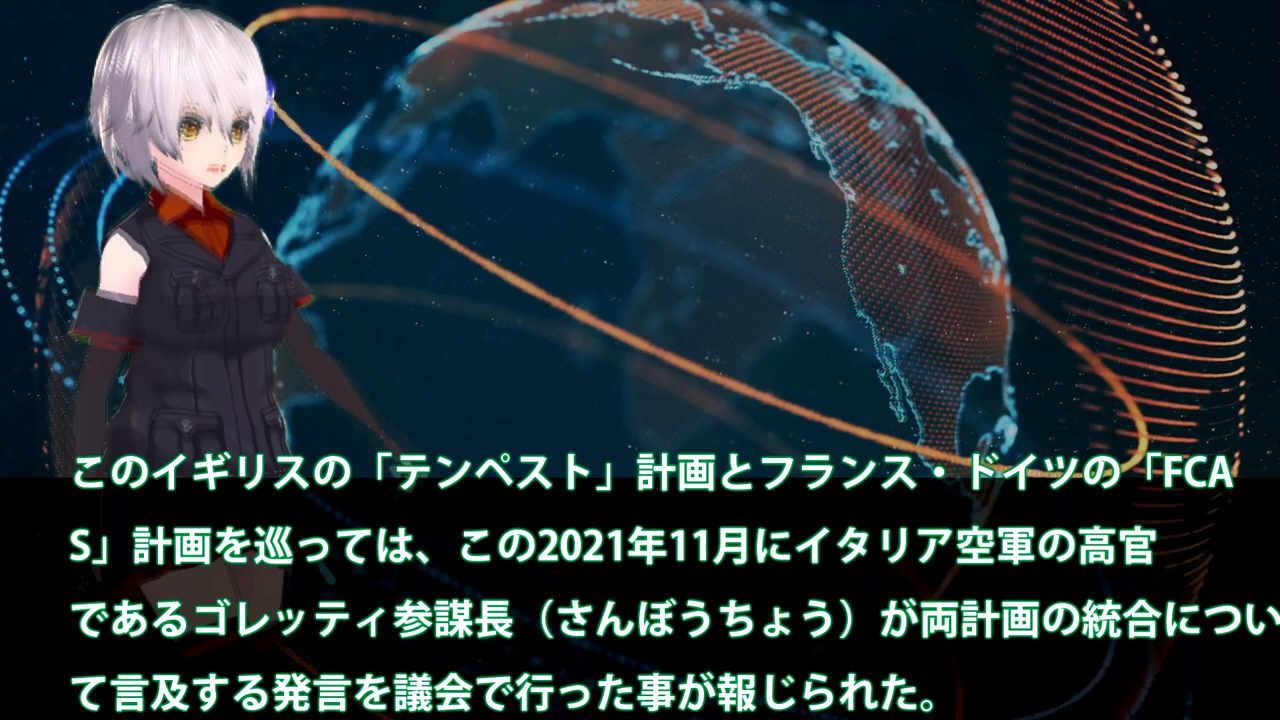 このイギリスの「テンペスト」計画とフランス・ドイツの「FCA
S」計画を巡っては、この2021年11月にイタリア空軍の高官
であるゴレッティ参謀長（さんぼうちょう）が両計画の統合につい
て言及する発言を議会で行った事が報じられた。